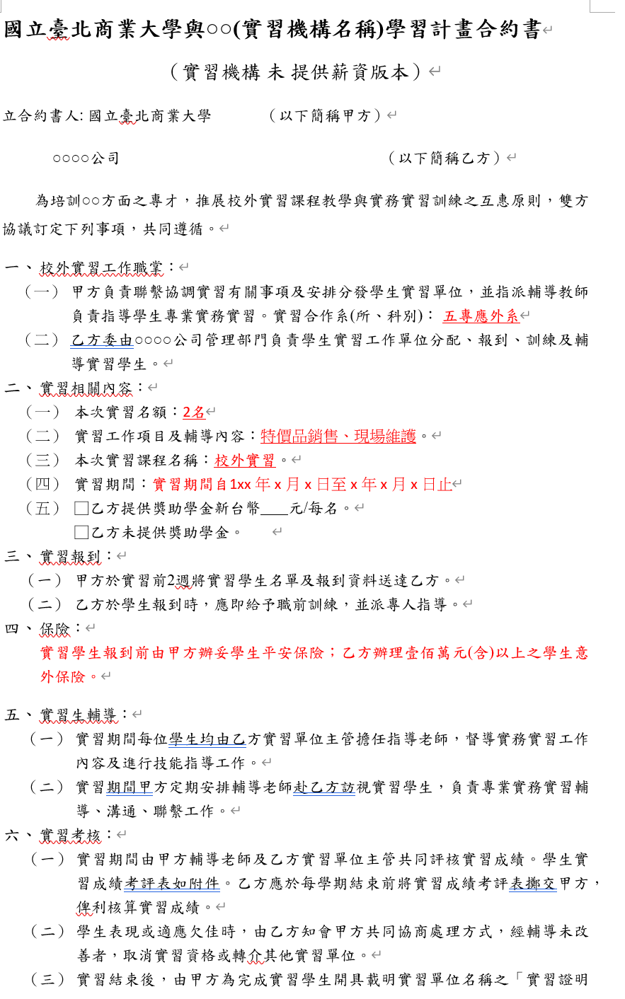 國立臺北商業大學與○○(實習機構名稱)學習計畫合約書
（實習機構 未 提供薪資版本）
立合約書人: 國立臺北商業大學 （以下簡稱甲方）
○○○○公司 （以下簡稱乙方）
為培訓○○方面之專才，推展校外實習課程教學與實務實習訓練之互惠原則，雙方
協議訂定下列事項，共同遵循。
一、校外實習工作職掌：
（一） 甲方負責聯繫協調實習有關事項及安排分發學生實習單位，並指派輔導教師
負責指導學生專業實務實習。實習合作系(所、科別)： 五專應外系
（二） 乙方委由○○○○公司管理部門負責學生實習工作單位分配、報到、訓練及輔
導實習學生。
二、實習相關內容：
（一） 本次實習名額：2名
（二） 實習工作項目及輔導內容：特價品銷售、現場維護。
（三） 本次實習課程名稱：校外實習。
（四） 實習期間：實習期間自1xx 年 x 月 x 日至 x 年 x 月 x 日止
（五） □乙方提供獎助學金新台幣____元/每名。
□乙方未提供獎助學金。
三、實習報到：
（一） 甲方於實習前2週將實習學生名單及報到資料送達乙方。
（二） 乙方於學生報到時，應即給予職前訓練，並派專人指導。
四、保險：
實習學生報到前由甲方辦妥學生平安保險；乙方辦理壹佰萬元(含)以上之學生意
外保險。
五、實習生輔導：
（一） 實習期間每位學生均由乙方實習單位主管擔任指導老師，督導實務實習工作
內容及進行技能指導工作。
（二） 實習期間甲方定期安排輔導老師赴乙方訪視實習學生，負責專業實務實習輔
導、溝通、聯繫工作。
六、實習考核：
（一） 實習期間由甲方輔導老師及乙方實習單位主管共同評核實習成績。學生實
習成績考評表如附件。乙方應於每學期結束前將實習成績考評表擲交甲方，
俾利核算實習成績。
（二） 學生表現或適應欠佳時，由乙方知會甲方共同協商處理方式，經輔導未改
善者，取消實習資格或轉介其他實習單位。
（三） 實習結束後，由甲方為完成實習學生開具載明實習單位名稱之「實習證明